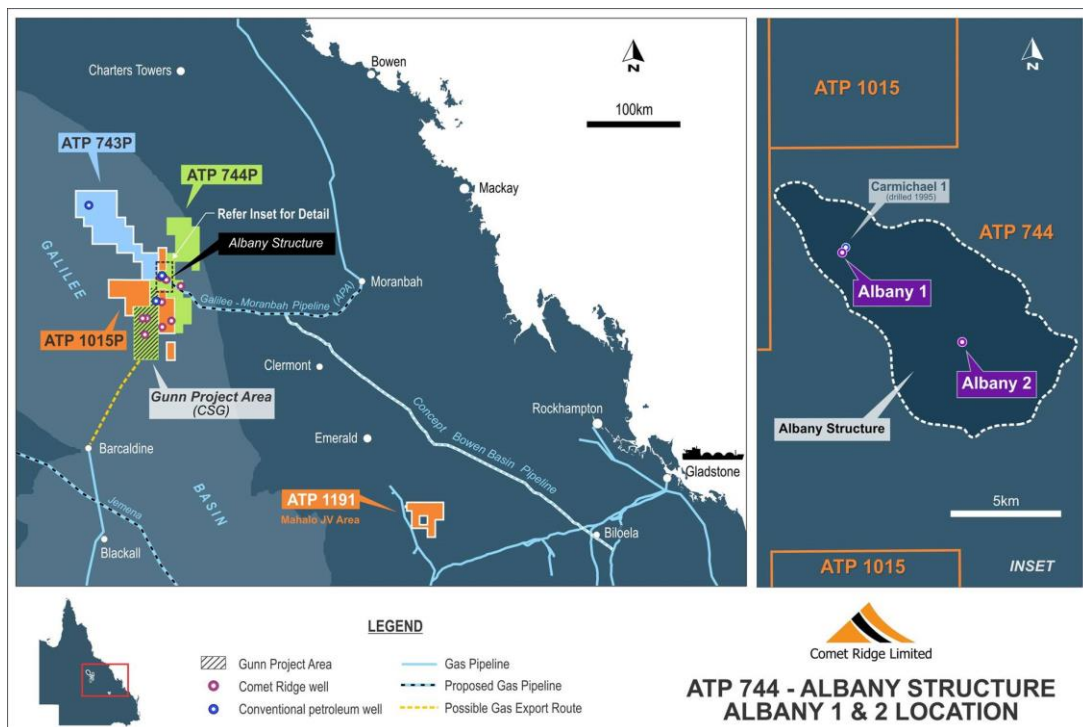 Charters Towers
Bowen
N
100km
ATP 743P
ATP 744P
Mackay
Refer Inset for Detail
Albany Structure
GALILEE
Moranbah
Galilee - Moranbah Pipeline (APA)
ATP 1015P
Clermont
Gunn Project Area
(CSG)
Rockhampton
Concept Bowen Basin Pipeline
Emerald
Barcaldine
Gladstone
BASIN
ATP 1191
Mahalo JV Area
Jemena
Biloela
Blackall
N
ATP 1015
Carmichael 1
(drilled 1995)
ATP 744
Albany 1
Albany 2
Albany Structure
5km
ATP 1015
INSET
LEGEND
Gunn Project Area
Comet Ridge well
Conventional petroleum well
Gas Pipeline
Proposed Gas Pipeline
Possible Gas Export Route
Comet Ridge Limited
ATP 744 - ALBANY STRUCTURE
ALBANY 1 & 2 LOCATION